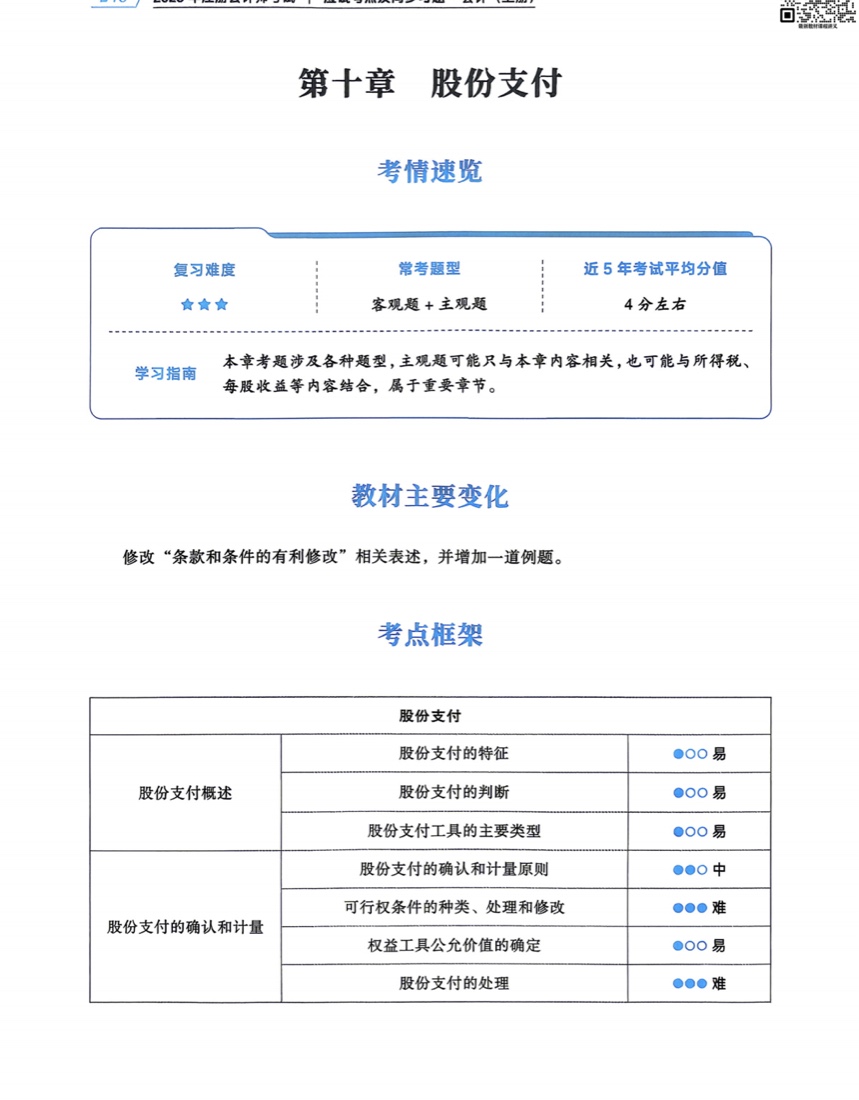 第十章 股份支付
考情速览
复习难度
常考题型
近 5 年考试平均分值
★★★
客观题 + 主观题
4 分左右
学习指南
本章考题涉及各种题型，主观题可能只与本章内容相关，也可能与所得税、
每股收益等内容结合，属于重要章节。
教材主要变化
修改“条款和条件的有利修改”相关表述，并增加一道例题。
考点框架
股份支付
股份支付概述
股份支付的特征
●○○ 易
股份支付的判断
●○○ 易
股份支付工具的主要类型
●○○ 易
股份支付的确认和计量
股份支付的确认和计量原则
●●○ 中
可行权条件的种类、处理和修改
●●● 难
权益工具公允价值的确定
●○○ 易
股份支付的处理
●●● 难